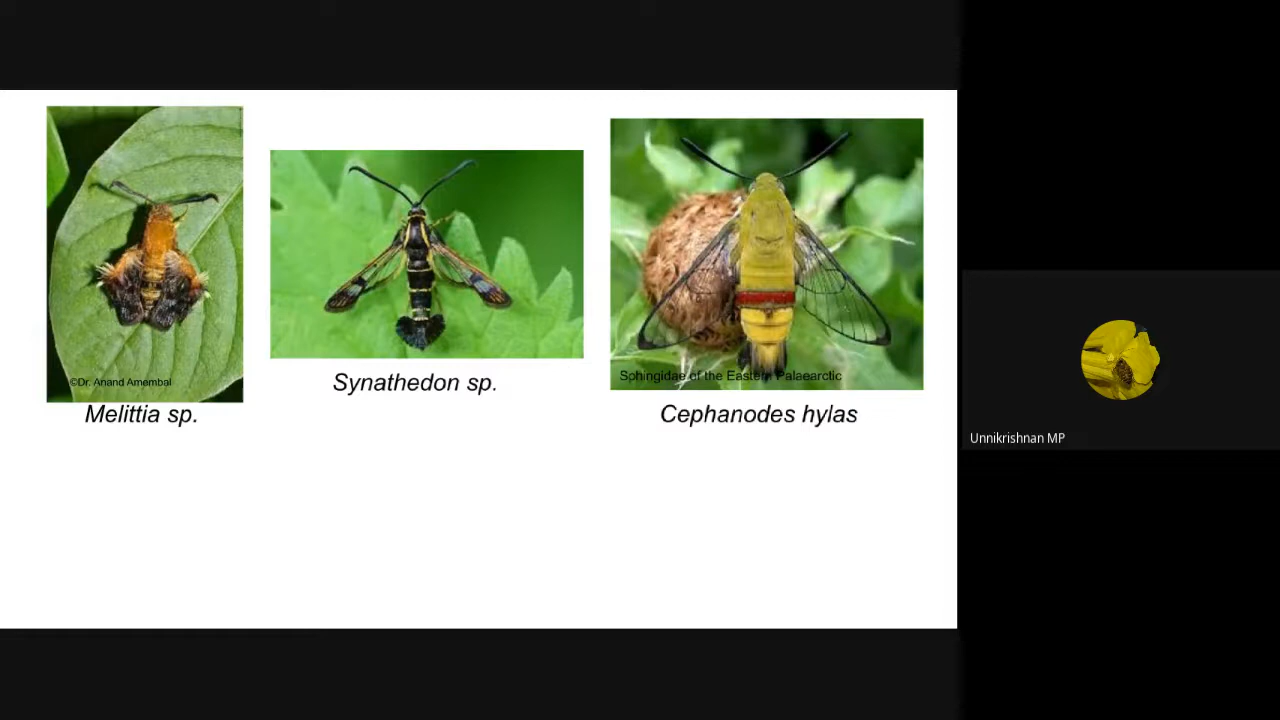 ©Dr. Anand Amembal
Melittia sp.
Synathedon sp.
Sphingidae of the Eastern Palaearctic
Cephanodes hylas
Unnikrishnan MP